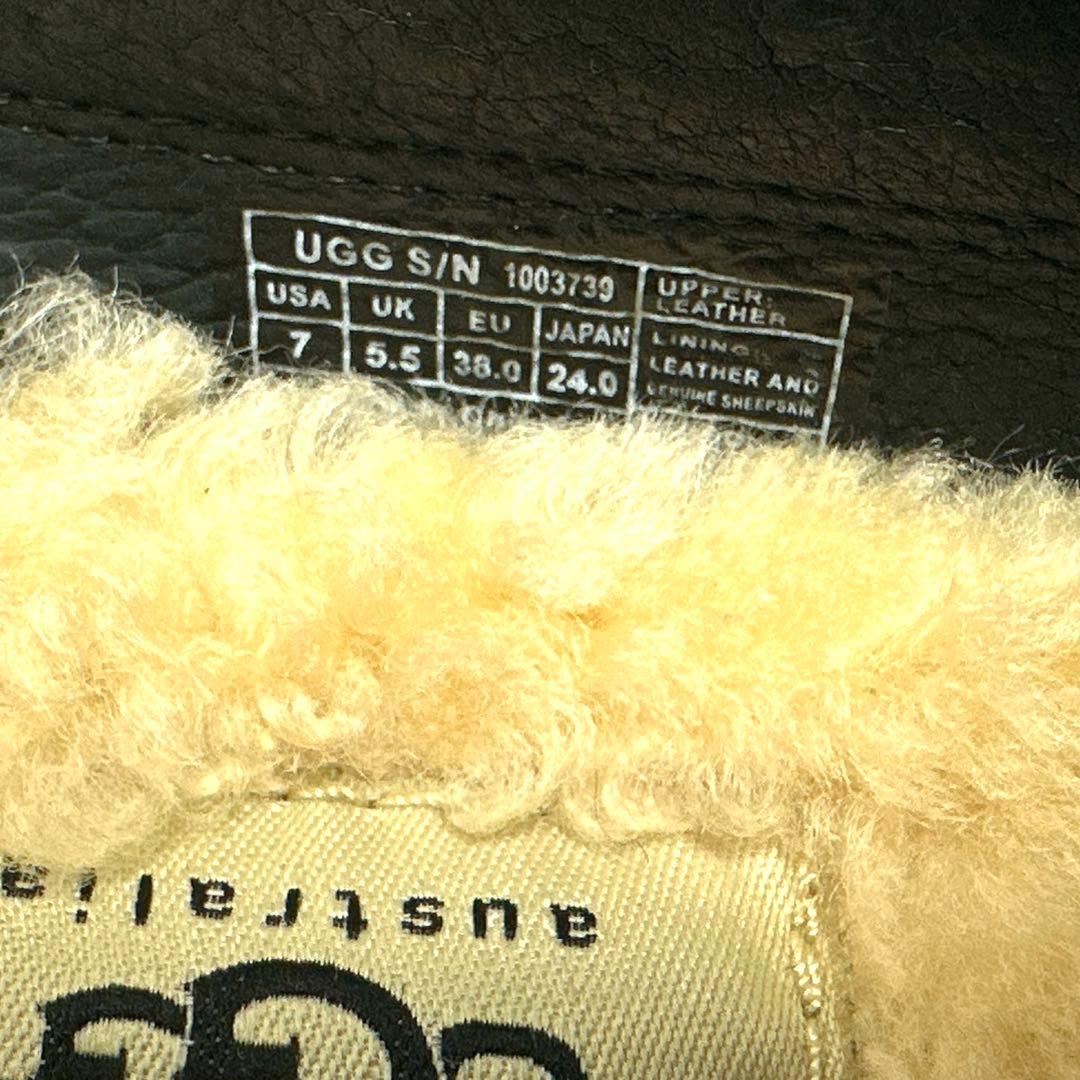 UGG S/N 1003739
USA UK EU JAPAN
7 5.5 38.0 24.0
UPPER:
LEATHER
LINING:
LEATHER AND
GENUINE SHEEPSKIN
australia